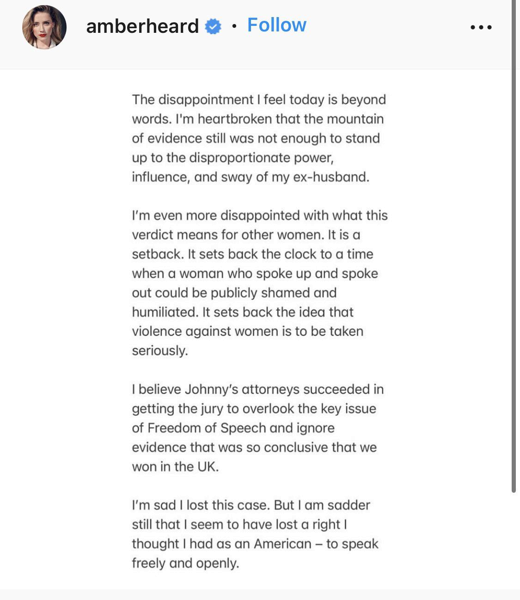 amberheard • Follow
The disappointment I feel today is beyond
words. I'm heartbroken that the mountain
of evidence still was not enough to stand
up to the disproportionate power,
influence, and sway of my ex-husband.
I'm even more disappointed with what this
verdict means for other women. It is a
setback. It sets back the clock to a time
when a woman who spoke up and spoke
out could be publicly shamed and
humiliated. It sets back the idea that
violence against women is to be taken
seriously.
I believe Johnny's attorneys succeeded in
getting the jury to overlook the key issue
of Freedom of Speech and ignore
evidence that was so conclusive that we
won in the UK.
I'm sad I lost this case. But I am sadder
still that I seem to have lost a right I
thought I had as an American – to speak
freely and openly.